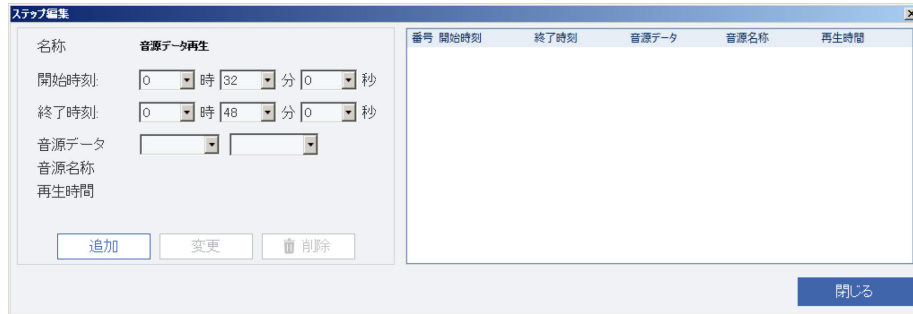 ステップ編集
名称 音源データ再生
開始時刻: 0 時 32 分 0 秒
終了時刻: 0 時 48 分 0 秒
音源データ
音源名称
再生時間
追加 変更 削除
番号 開始時刻 終了時刻 音源データ 音源名称 再生時間
閉じる